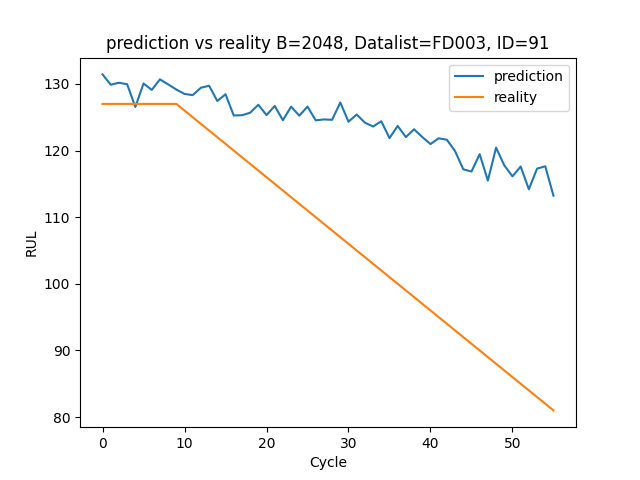 prediction vs reality B=2048, Datalist=FD003, ID=91
prediction
reality
RUL
130
120
110
100
90
80
0 10 20 30 40 50
Cycle